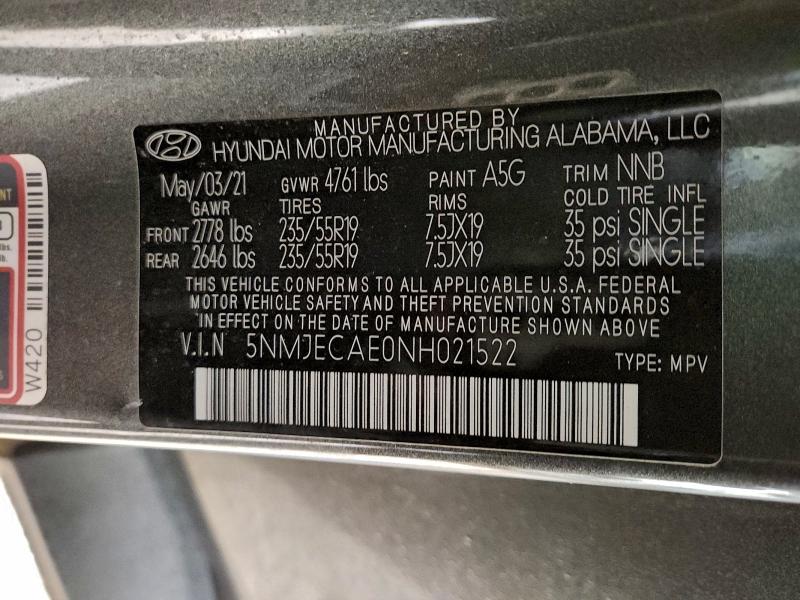 MANUFACTURED BY
HYUNDAI MOTOR MANUFACTURING ALABAMA, LLC
May/03/21 GVWR 4761 lbs PAINT A5G TRIM NNB
GAWR TIRES RIMS COLD TIRE INFL
FRONT 2778 lbs 235/55R19 7.5JX19 35 psi SINGLE
REAR 2646 lbs 235/55R19 7.5JX19 35 psi SINGLE
THIS VEHICLE CONFORMS TO ALL APPLICABLE U.S.A. FEDERAL
MOTOR VEHICLE SAFETY AND THEFT PREVENTION STANDARDS
IN EFFECT ON THE DATE OF MANUFACTURE SHOWN ABOVE
V.I.N 5NMJECAE0NH021522 TYPE: MPV
W420
lbs.